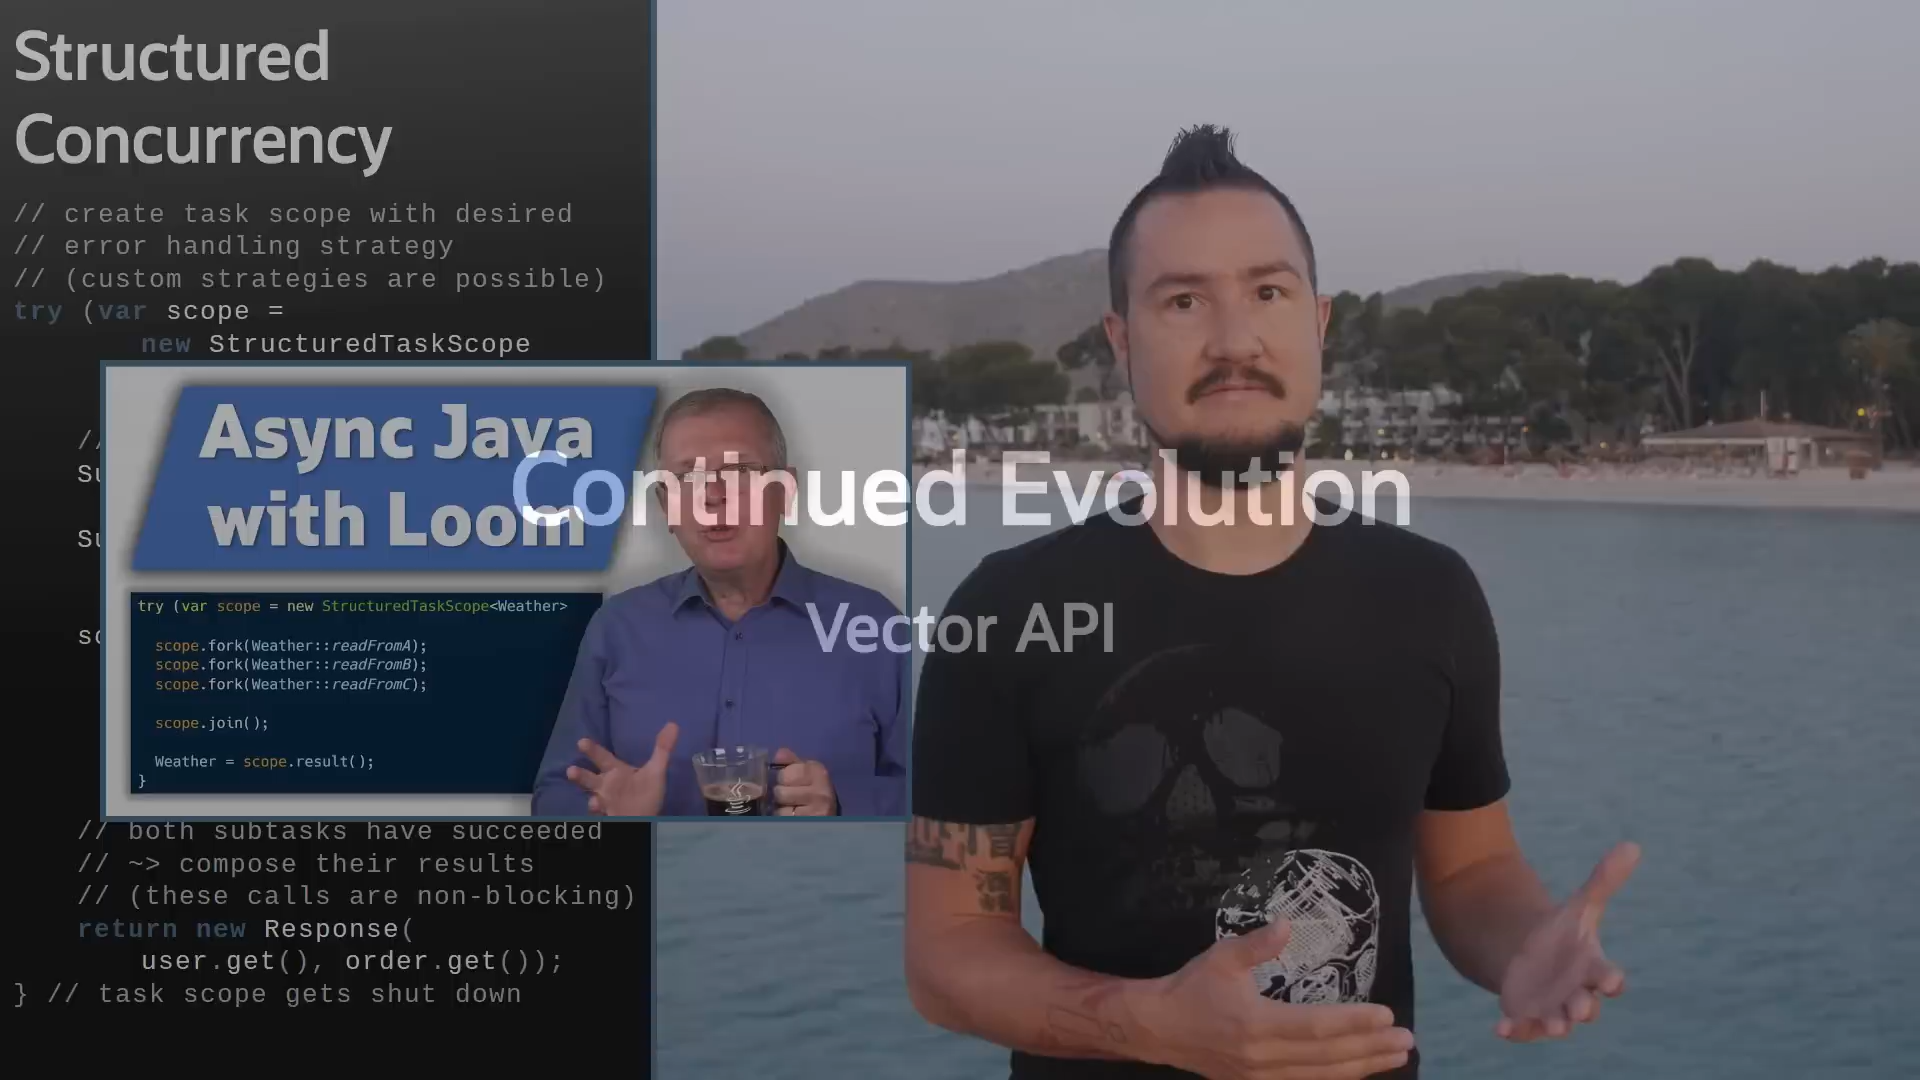 Structured
Concurrency
// create task scope with desired
// error handling strategy
// (custom strategies are possible)
try (var scope =
new StructuredTaskScope
//
Su
Su
sc
Async Java
with Loom
Continued Evolution
Vector API
try (var scope = new StructuredTaskScope<Weather>
scope.fork(Weather::readFromA);
scope.fork(Weather::readFromB);
scope.fork(Weather::readFromC);
scope.join();
Weather = scope.result();
}
// both subtasks have succeeded
// ~> compose their results
// (these calls are non-blocking)
return new Response(
user.get(), order.get());
} // task scope gets shut down